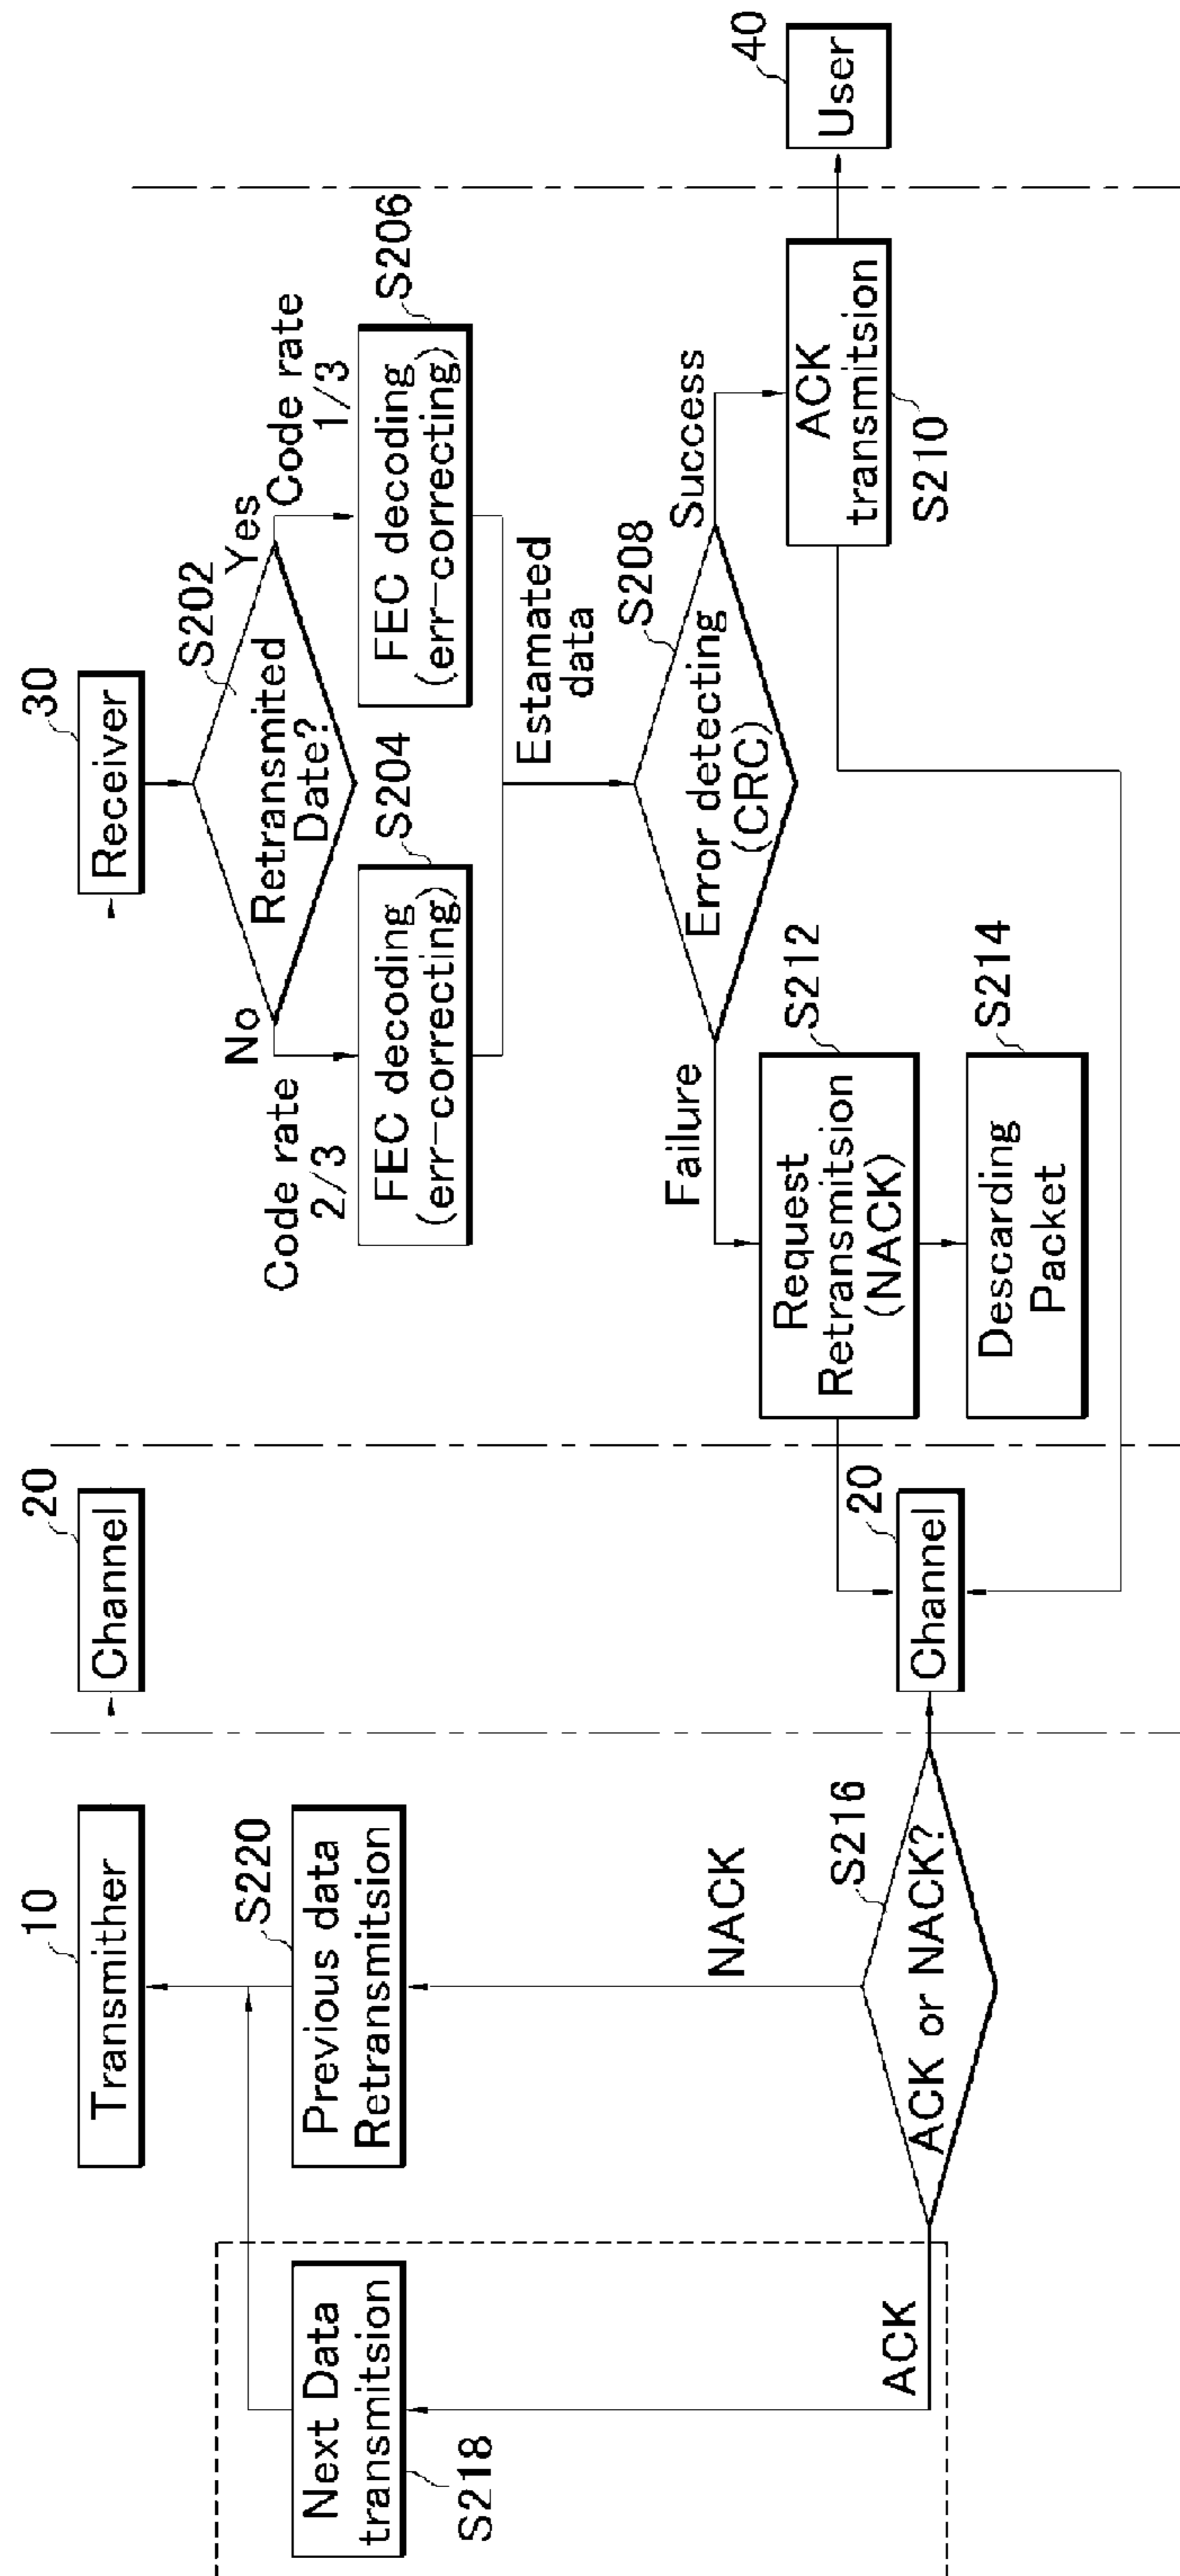 10
Transmither
20
Channel
30
Receiver
S202
Retransmited
Date?
No
Yes
Code rate
2/3
Code rate
1/3
S204
FEC decoding
(err-correcting)
S206
FEC decoding
(err-correcting)
Estamated
data
S208
Error detecting
(CRC)
Failure
Success
S212
Request
Retransmitsion
(NACK)
S214
Descarding
Packet
ACK
transmitsion
S210
40
User
20
Channel
S216
ACK or NACK?
NACK
ACK
S220
Previous data
Retransmitsion
Next Data
transmitsion
S218